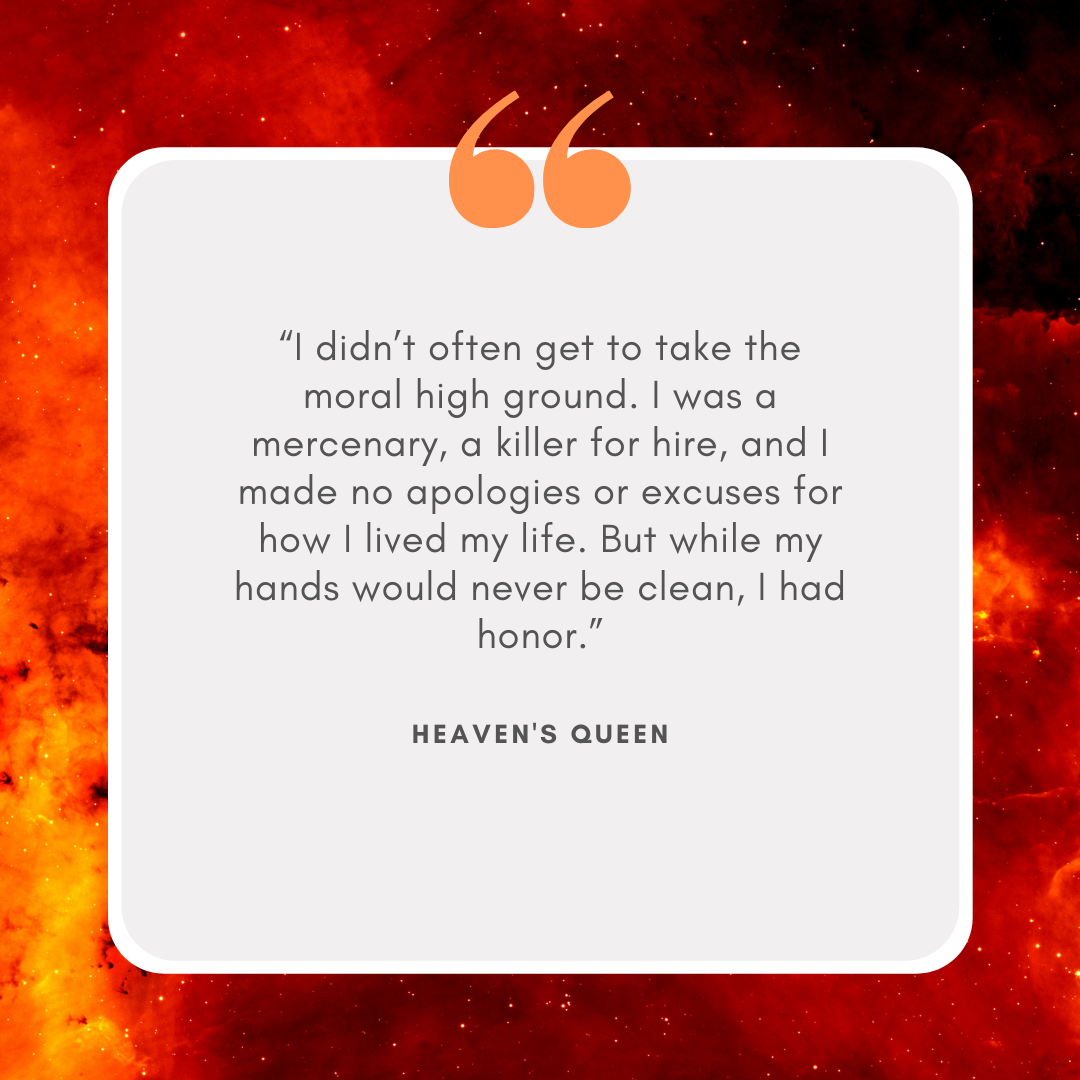 “I didn’t often get to take the
moral high ground. I was a
mercenary, a killer for hire, and I
made no apologies or excuses for
how I lived my life. But while my
hands would never be clean, I had
honor.”
HEAVEN'S QUEEN